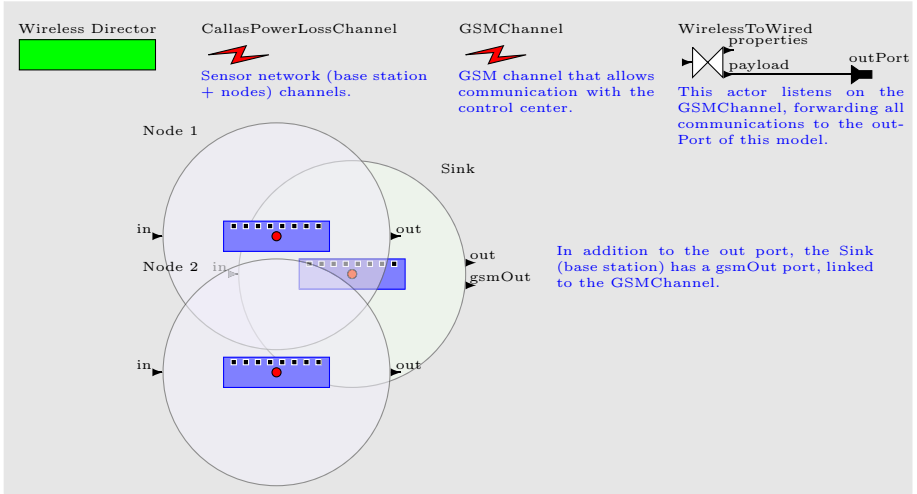 Wireless Director
CallasPowerLossChannel
GSMChannel
WirelessToWired
properties
payload
outPort
Sensor network (base station
+ nodes) channels.
GSM channel that allows
communication with the
control center.
This actor listens on the
GSMChannel, forwarding all
communications to the out-
Port of this model.
Node 1
Sink
in
out
Node 2
in
out
gsmOut
In addition to the out port, the Sink
(base station) has a gsmOut port, linked
to the GSMChannel.
in
out